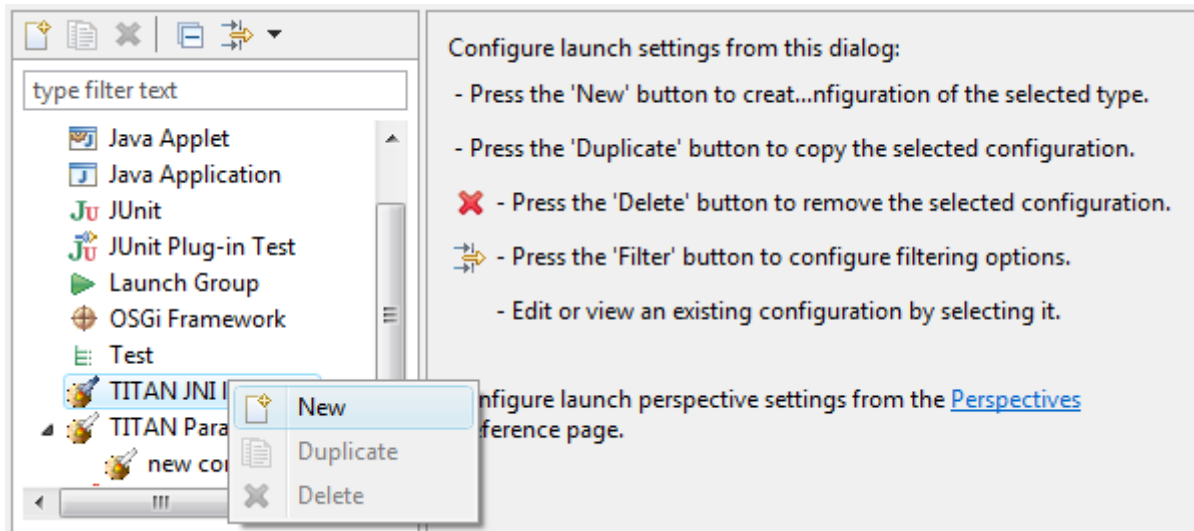 type filter text
Java Applet
Java Application
JUnit
JUnit Plug-in Test
Launch Group
OSGi Framework
Test
TITAN JNI
TITAN Para
new
New
Duplicate
Delete
Configure launch settings from this dialog:
- Press the 'New' button to creat...nfiguration of the selected type.
- Press the 'Duplicate' button to copy the selected configuration.
- Press the 'Delete' button to remove the selected configuration.
- Press the 'Filter' button to configure filtering options.
- Edit or view an existing configuration by selecting it.
nfigure launch perspective settings from the Perspectives
ference page.